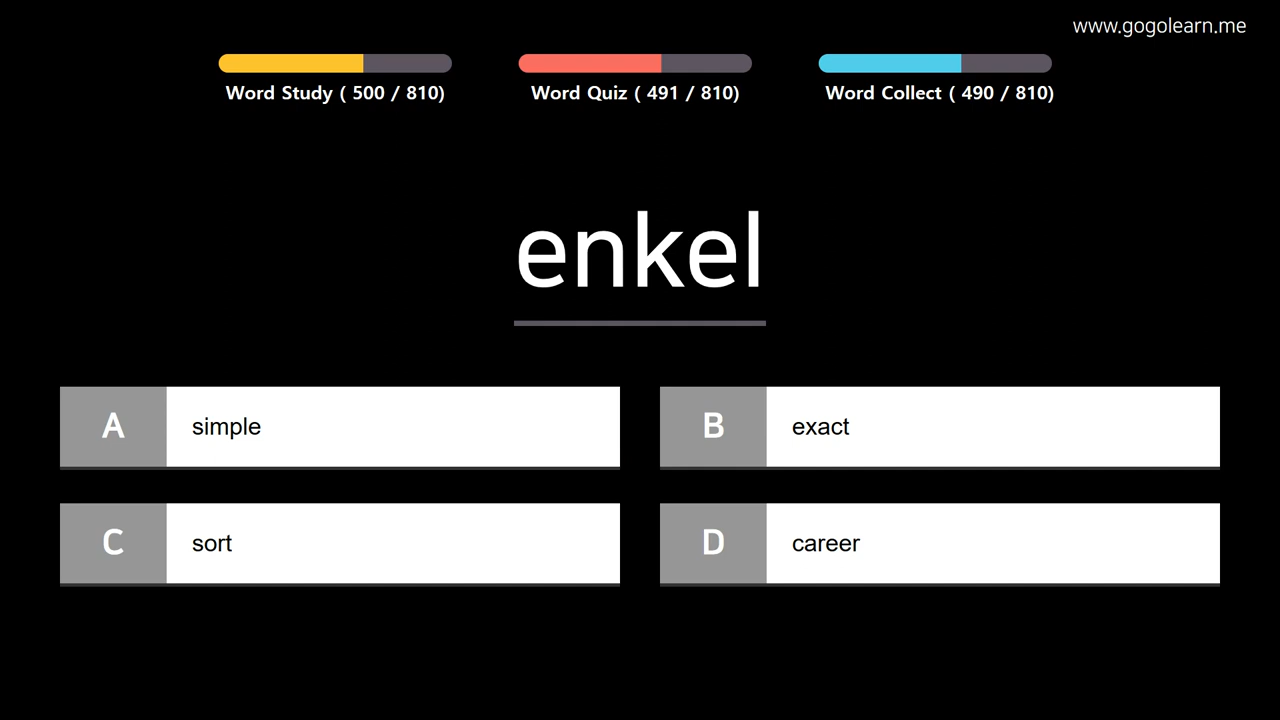 www.gogolearn.me
Word Study ( 500 / 810)
Word Quiz ( 491 / 810)
Word Collect ( 490 / 810)
enkel
A simple
B exact
C sort
D career